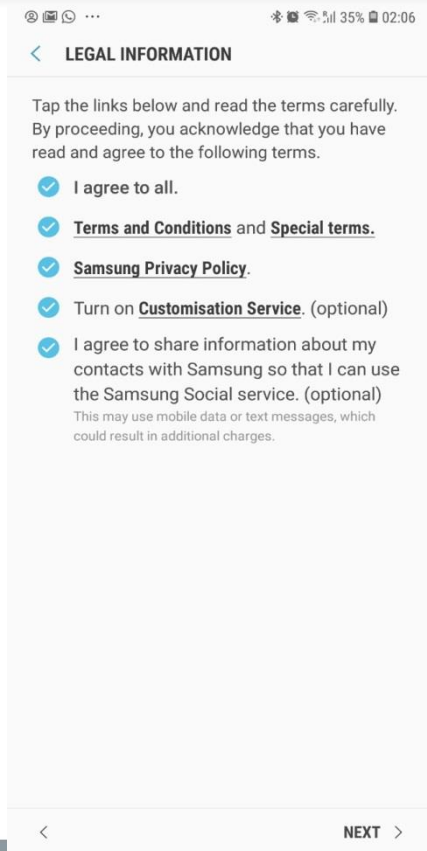 35% 02:06
LEGAL INFORMATION
Tap the links below and read the terms carefully.
By proceeding, you acknowledge that you have
read and agree to the following terms.
I agree to all.
Terms and Conditions and Special terms.
Samsung Privacy Policy.
Turn on Customisation Service. (optional)
I agree to share information about my
contacts with Samsung so that I can use
the Samsung Social service. (optional)
This may use mobile data or text messages, which
could result in additional charges.
NEXT